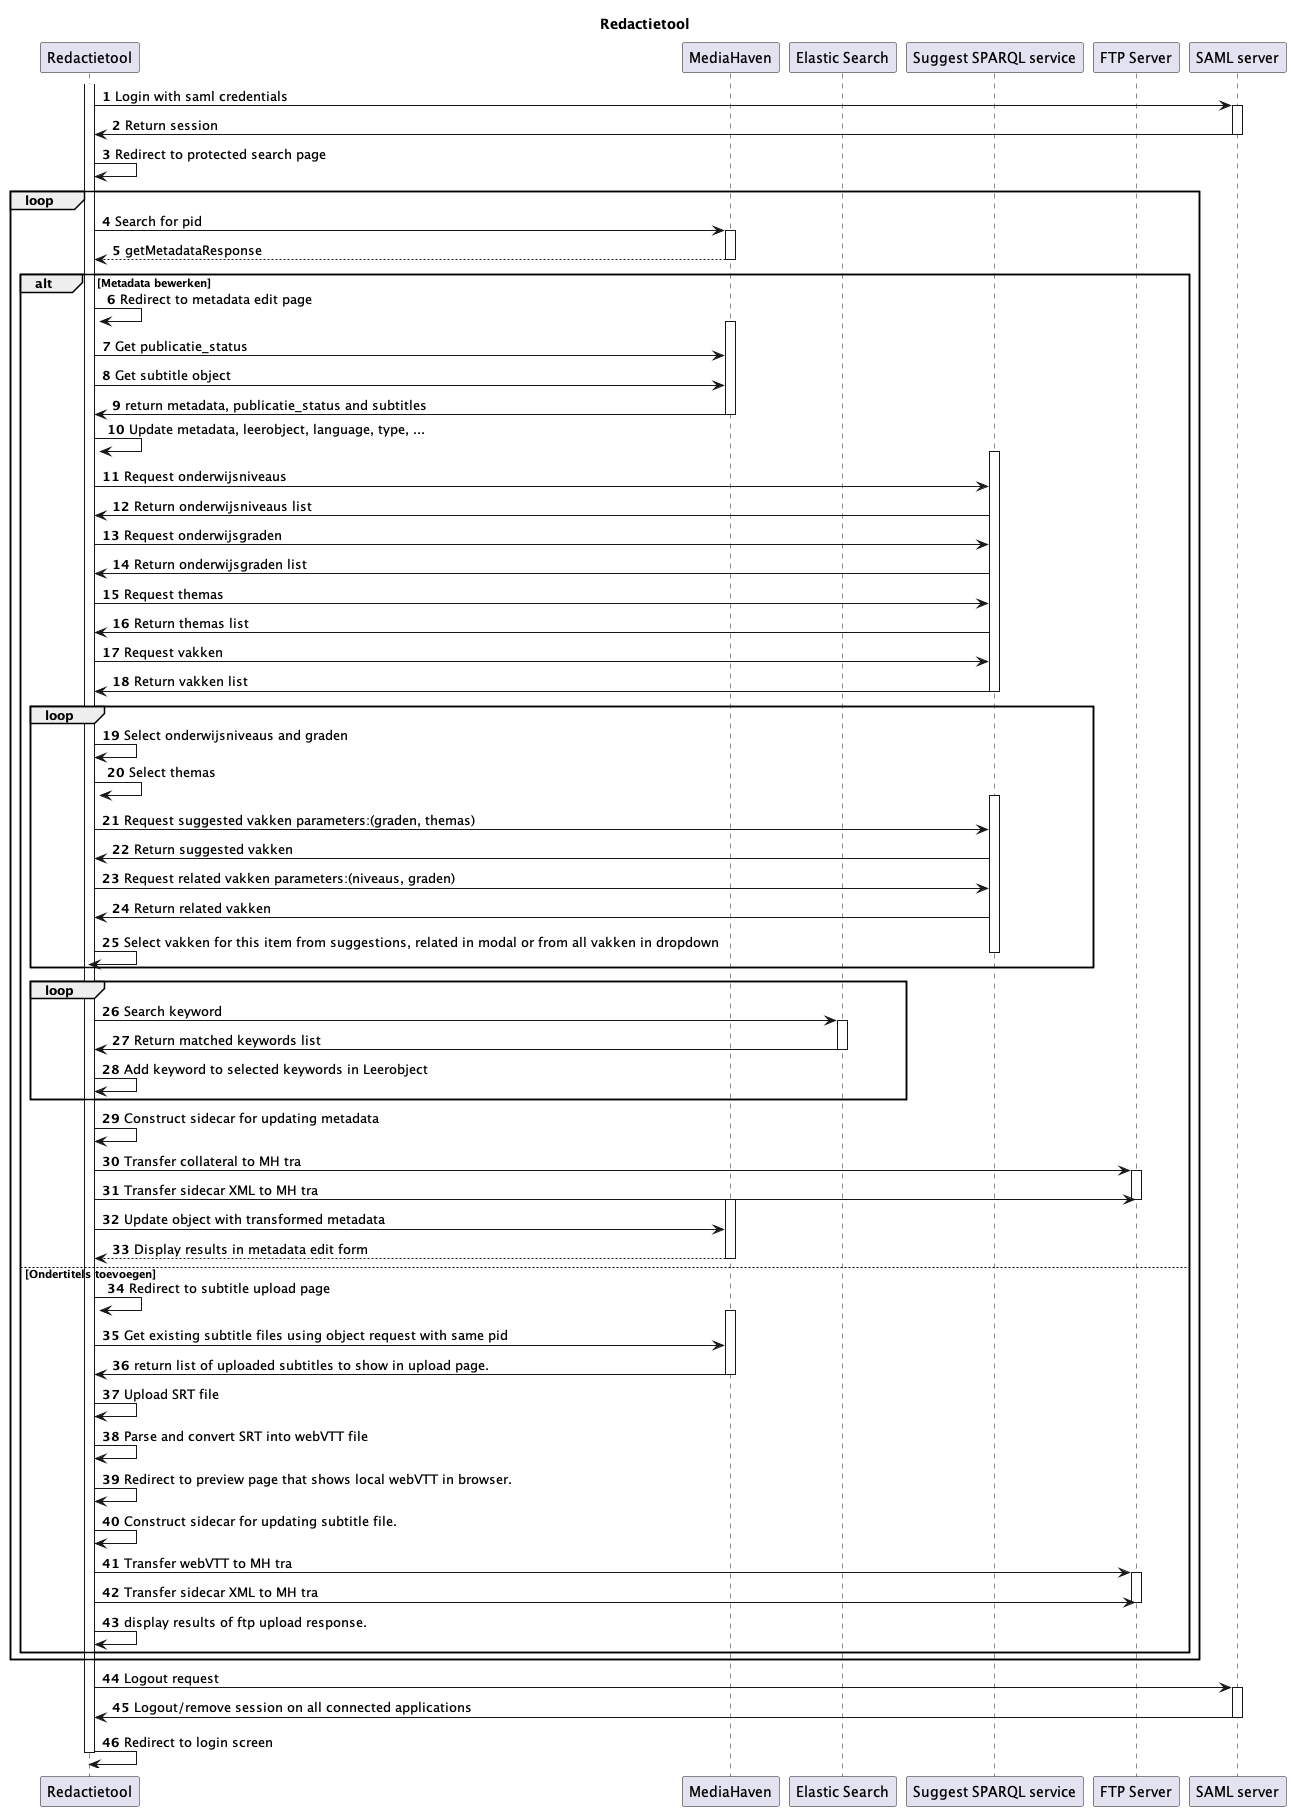 Redactietool
Redactietool MediaHaven Elastic Search Suggest SPARQL service FTP Server SAML server
1 Login with saml credentials
2 Return session
3 Redirect to protected search page
loop
4 Search for pid
5 getMetadataResponse
alt [Metadata bewerken]
6 Redirect to metadata edit page
7 Get publicatie_status
8 Get subtitle object
9 return metadata, publicatie_status and subtitles
10 Update metadata, leerobject, language, type, ...
11 Request onderwijsniveaus
12 Return onderwijsniveaus list
13 Request onderwijsgraden
14 Return onderwijsgraden list
15 Request themas
16 Return themas list
17 Request vakken
18 Return vakken list
loop
19 Select onderwijsniveaus and graden
20 Select themas
21 Request suggested vakken parameters:(graden, themas)
22 Return suggested vakken
23 Request related vakken parameters:(niveaus, graden)
24 Return related vakken
25 Select vakken for this item from suggestions, related in modal or from all vakken in dropdown
loop
26 Search keyword
27 Return matched keywords list
28 Add keyword to selected keywords in Leerobject
29 Construct sidecar for updating metadata
30 Transfer collateral to MH tra
31 Transfer sidecar XML to MH tra
32 Update object with transformed metadata
33 Display results in metadata edit form
[Ondertitels toevoegen]
34 Redirect to subtitle upload page
35 Get existing subtitle files using object request with same pid
36 return list of uploaded subtitles to show in upload page.
37 Upload SRT file
38 Parse and convert SRT into webVTT file
39 Redirect to preview page that shows local webVTT in browser.
40 Construct sidecar for updating subtitle file.
41 Transfer webVTT to MH tra
42 Transfer sidecar XML to MH tra
43 display results of ftp upload response.
44 Logout request
45 Logout/remove session on all connected applications
46 Redirect to login screen
Redactietool MediaHaven Elastic Search Suggest SPARQL service FTP Server SAML server